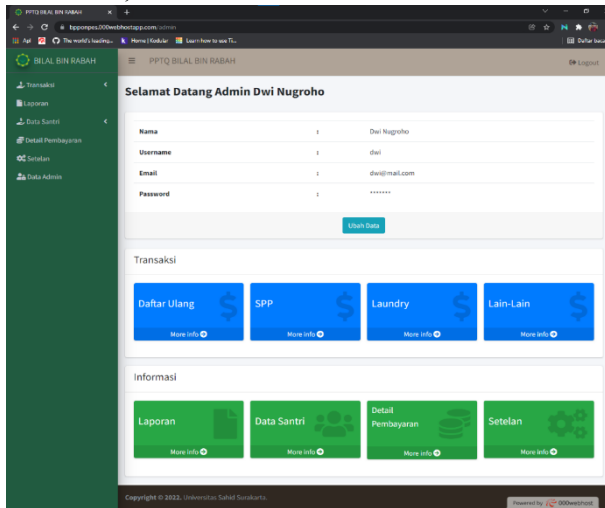 PPTQ BILAL BIN RABAH
bpponpes.000webhostapp.com/admin
Apl
The world's leading...
Home | Kodular
Learn how to use Ti...
Daftar baca
BILAL BIN RABAH
PPTQ BILAL BIN RABAH
Logout
Transaksi
Laporan
Data Santri
Detail Pembayaran
Setelan
Data Admin
Selamat Datang Admin Dwi Nugroho
Nama : Dwi Nugroho
Username : dwi
Email : dwi@mail.com
Password : *******
Ubah Data
Transaksi
Daftar Ulang SPP Laundry Lain-Lain
More info More info More info More info
Informasi
Laporan Data Santri Detail Pembayaran Setelan
More info More info More info More info
Copyright © 2022. Universitas Sahid Surakarta.
Powered by 000webhost